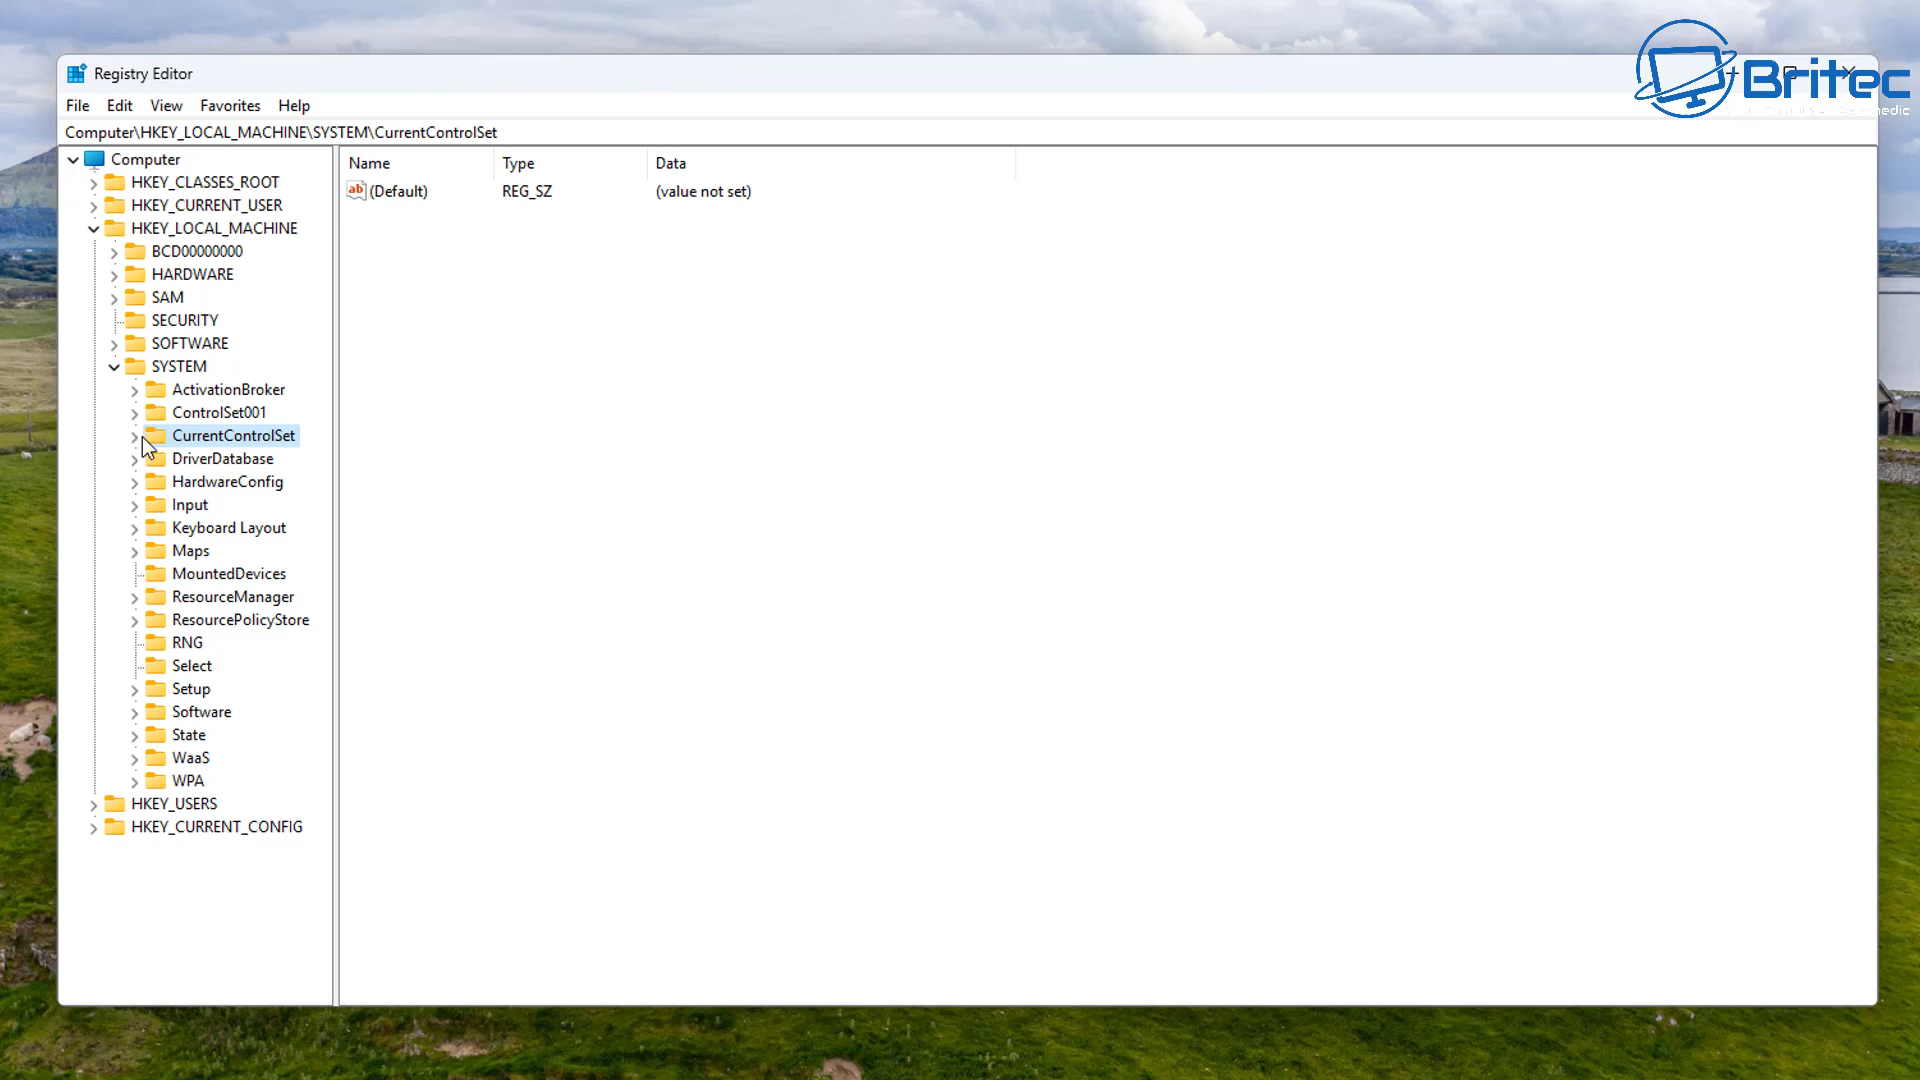 Britec
medic
Registry Editor
File Edit View Favorites Help
Computer\HKEY_LOCAL_MACHINE\SYSTEM\CurrentControlSet
Computer
HKEY_CLASSES_ROOT
HKEY_CURRENT_USER
HKEY_LOCAL_MACHINE
BCD00000000
HARDWARE
SAM
SECURITY
SOFTWARE
SYSTEM
ActivationBroker
ControlSet001
CurrentControlSet
DriverDatabase
HardwareConfig
Input
Keyboard Layout
Maps
MountedDevices
ResourceManager
ResourcePolicyStore
RNG
Select
Setup
Software
State
WaaS
WPA
HKEY_USERS
HKEY_CURRENT_CONFIG
Name Type Data
ab (Default) REG_SZ (value not set)